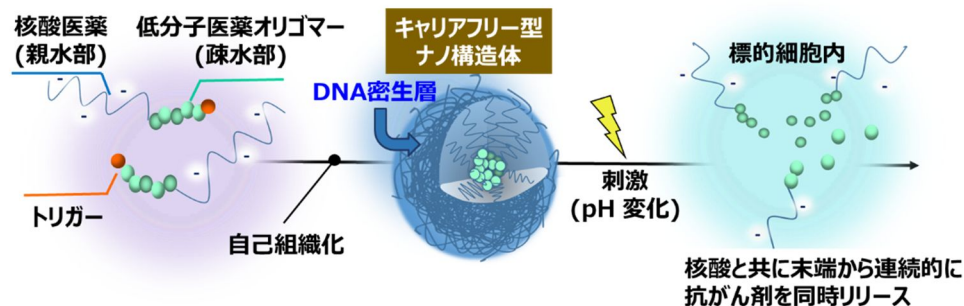 核酸医薬
(親水部)
低分子医薬オリゴマー
(疎水部)
トリガー
自己組織化
キャリアフリー型
ナノ構造体
DNA密生層
刺激
(pH 変化)
標的細胞内
核酸と共に末端から連続的に
抗がん剤を同時リリース